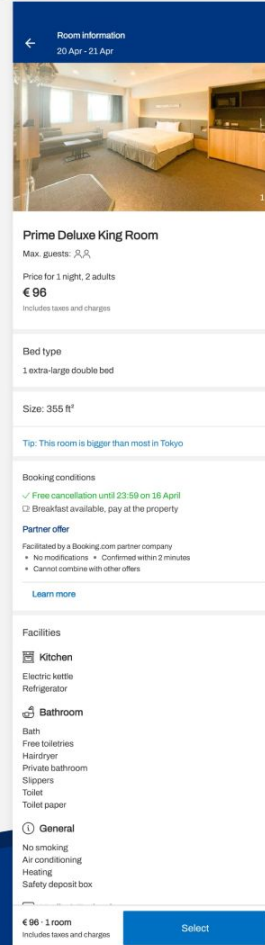 Room information
20 Apr - 21 Apr
1
Prime Deluxe King Room
Max. guests:
Price for 1 night, 2 adults
€ 96
Includes taxes and charges
Bed type
1 extra-large double bed
Size: 355 ft²
Tip: This room is bigger than most in Tokyo
Booking conditions
✓ Free cancellation until 23:59 on 16 April
Breakfast available, pay at the property
Partner offer
Facilitated by a Booking.com partner company
• No modifications • Confirmed within 2 minutes
• Cannot combine with other offers
Learn more
Facilities
Kitchen
Electric kettle
Refrigerator
Bathroom
Bath
Free toiletries
Hairdryer
Private bathroom
Slippers
Toilet
Toilet paper
General
No smoking
Air conditioning
Heating
Safety deposit box
€ 96 · 1 room
Includes taxes and charges
Select